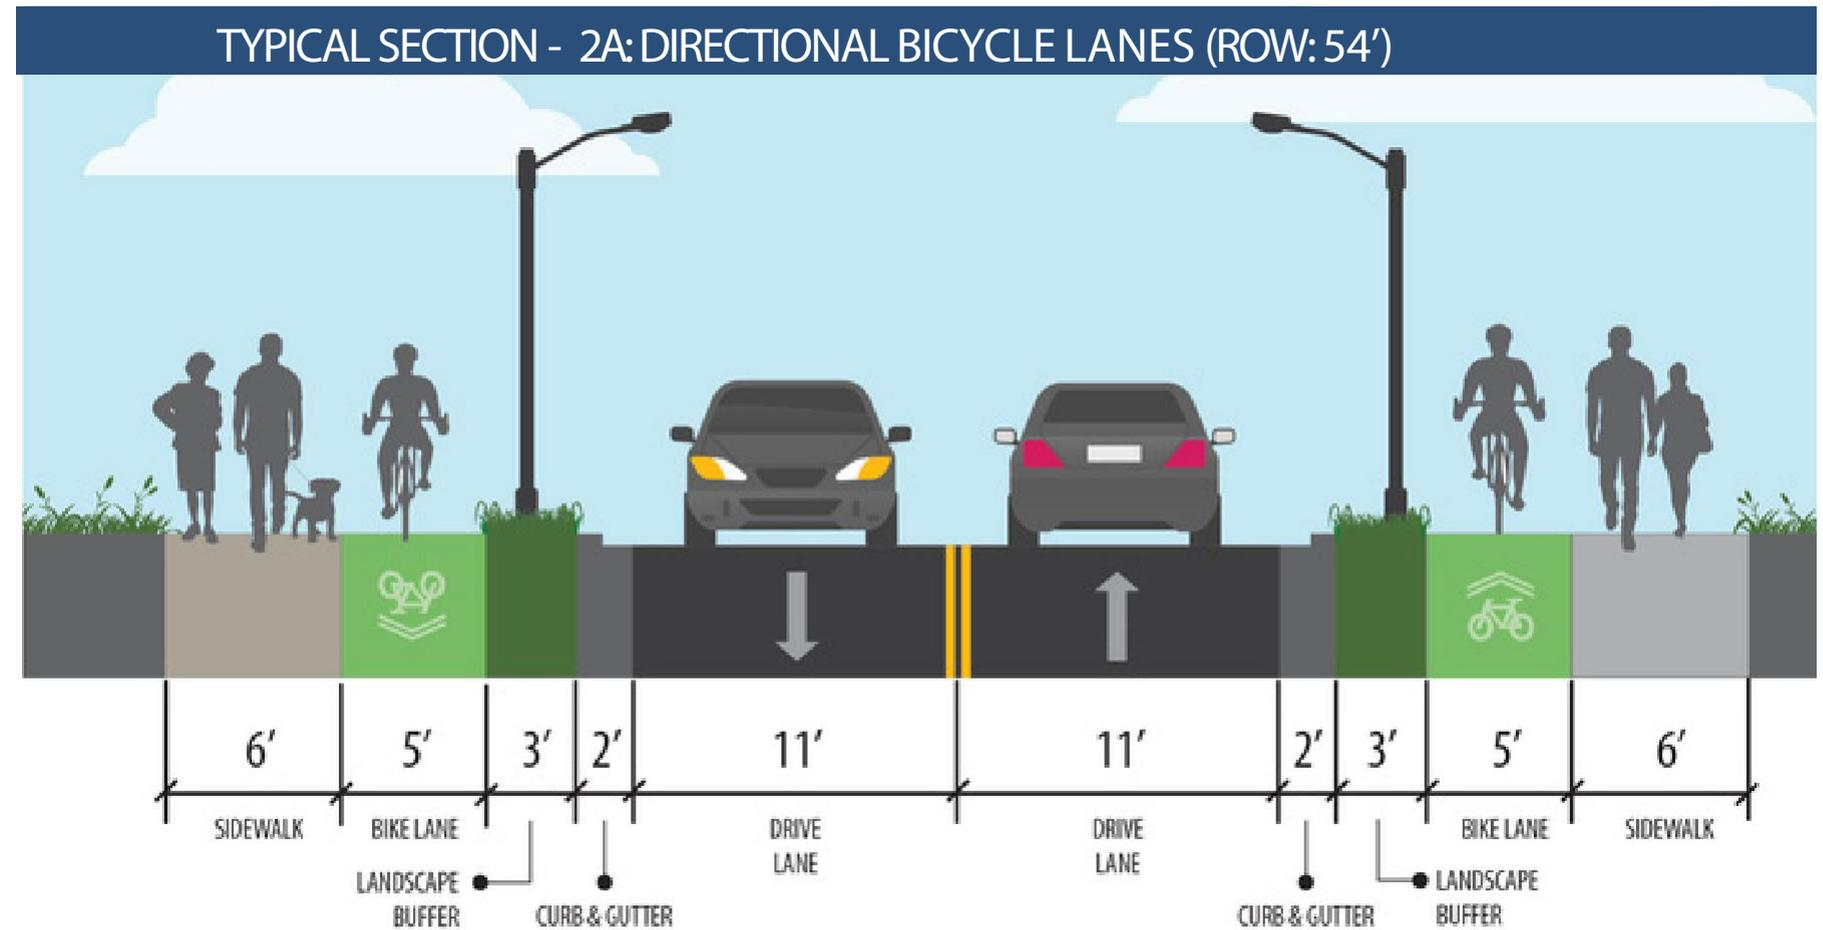 TYPICAL SECTION - 2A: DIRECTIONAL BICYCLE LANES (ROW: 54’)
6’ 5’ 3’ 2’ 11’ 11’ 2’ 3’ 5’ 6’
SIDEWALK
BIKE LANE
LANDSCAPE
BUFFER
CURB & GUTTER
DRIVE
LANE
DRIVE
LANE
CURB & GUTTER
LANDSCAPE
BUFFER
BIKE LANE
SIDEWALK